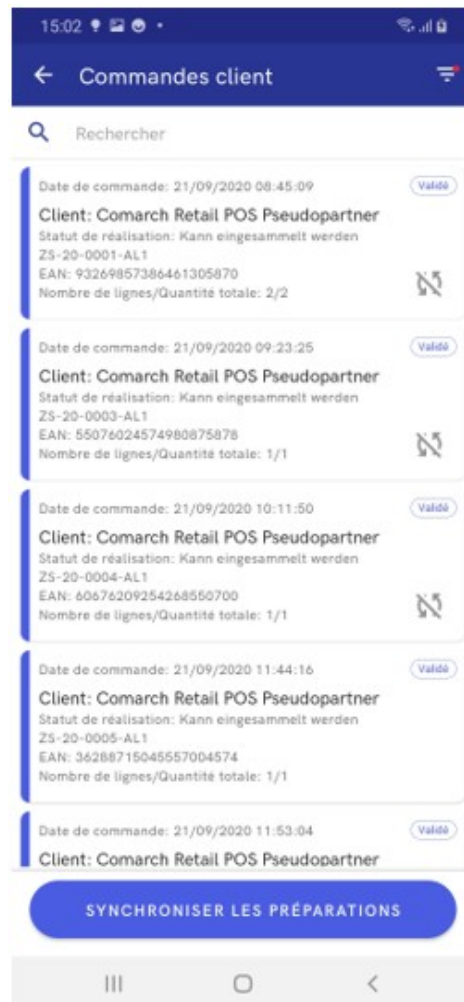 15:02
Commandes client
Rechercher
Date de commande: 21/09/2020 08:45:09
Validé
Client: Comarch Retail POS Pseudopartner
Statut de réalisation: Kann eingesammelt werden
ZS-20-0001-AL1
EAN: 93269857386461305870
Nombre de lignes/Quantité totale: 2/2
Date de commande: 21/09/2020 09:23:25
Validé
Client: Comarch Retail POS Pseudopartner
Statut de réalisation: Kann eingesammelt werden
ZS-20-0003-AL1
EAN: 55076024574980875878
Nombre de lignes/Quantité totale: 1/1
Date de commande: 21/09/2020 10:11:50
Validé
Client: Comarch Retail POS Pseudopartner
Statut de réalisation: Kann eingesammelt werden
ZS-20-0004-AL1
EAN: 60676209254268550700
Nombre de lignes/Quantité totale: 1/1
Date de commande: 21/09/2020 11:44:16
Validé
Client: Comarch Retail POS Pseudopartner
Statut de réalisation: Kann eingesammelt werden
ZS-20-0005-AL1
EAN: 36288715045557004574
Nombre de lignes/Quantité totale: 1/1
Date de commande: 21/09/2020 11:53:04
Validé
Client: Comarch Retail POS Pseudopartner
SYNCHRONISER LES PRÉPARATIONS